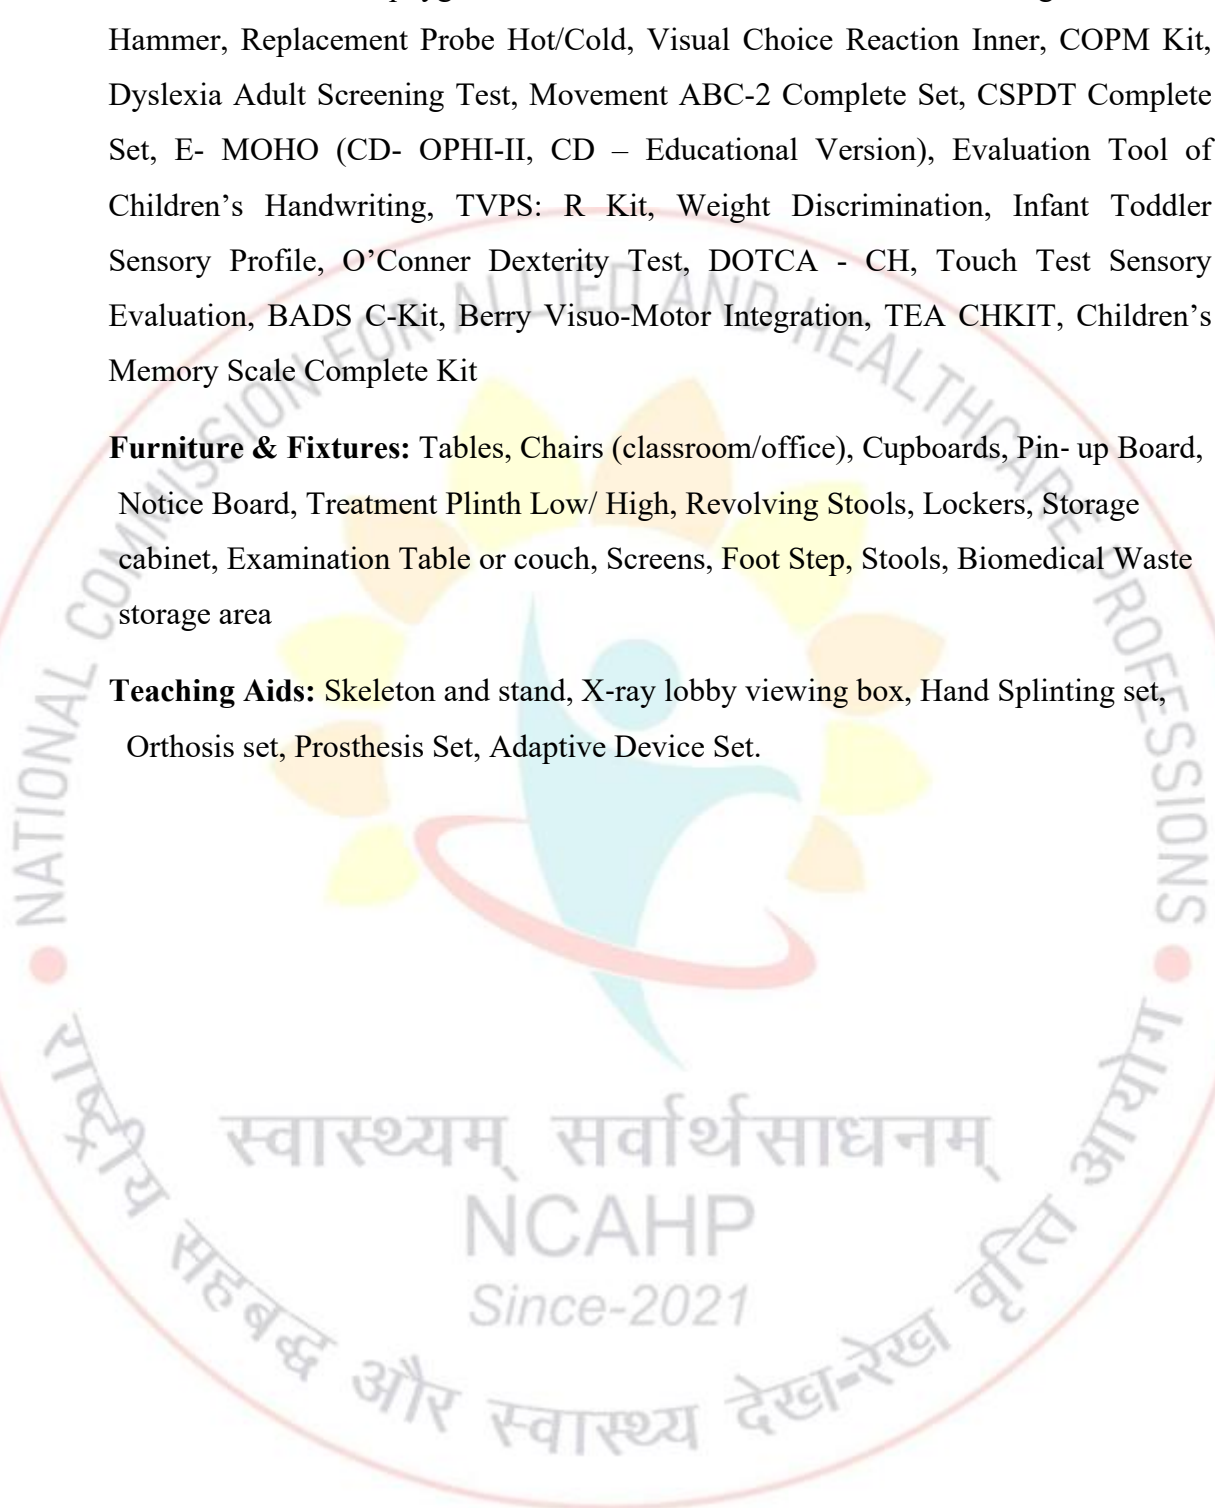 Hammer, Replacement Probe Hot/Cold, Visual Choice Reaction Inner, COPM Kit,
Dyslexia Adult Screening Test, Movement ABC-2 Complete Set, CSPDT Complete
Set, E- MOHO (CD- OPHI-II, CD – Educational Version), Evaluation Tool of
Children’s Handwriting, TVPS: R Kit, Weight Discrimination, Infant Toddler
Sensory Profile, O’Conner Dexterity Test, DOTCA - CH, Touch Test Sensory
Evaluation, BADS C-Kit, Berry Visuo-Motor Integration, TEA CHKIT, Children’s
Memory Scale Complete Kit
Furniture & Fixtures: Tables, Chairs (classroom/office), Cupboards, Pin- up Board,
Notice Board, Treatment Plinth Low/ High, Revolving Stools, Lockers, Storage
cabinet, Examination Table or couch, Screens, Foot Step, Stools, Biomedical Waste
storage area
Teaching Aids: Skeleton and stand, X-ray lobby viewing box, Hand Splinting set,
Orthosis set, Prosthesis Set, Adaptive Device Set.
NATIONAL COMMISSION FOR ALLIED AND HEALTHCARE PROFESSIONS
स्वास्थ्यम् सर्वार्थसाधनम्
NCAHP
Since-2021
राष्ट्रीय सहबद्ध और स्वास्थ्य देख-रेख वृत्ति आयोग